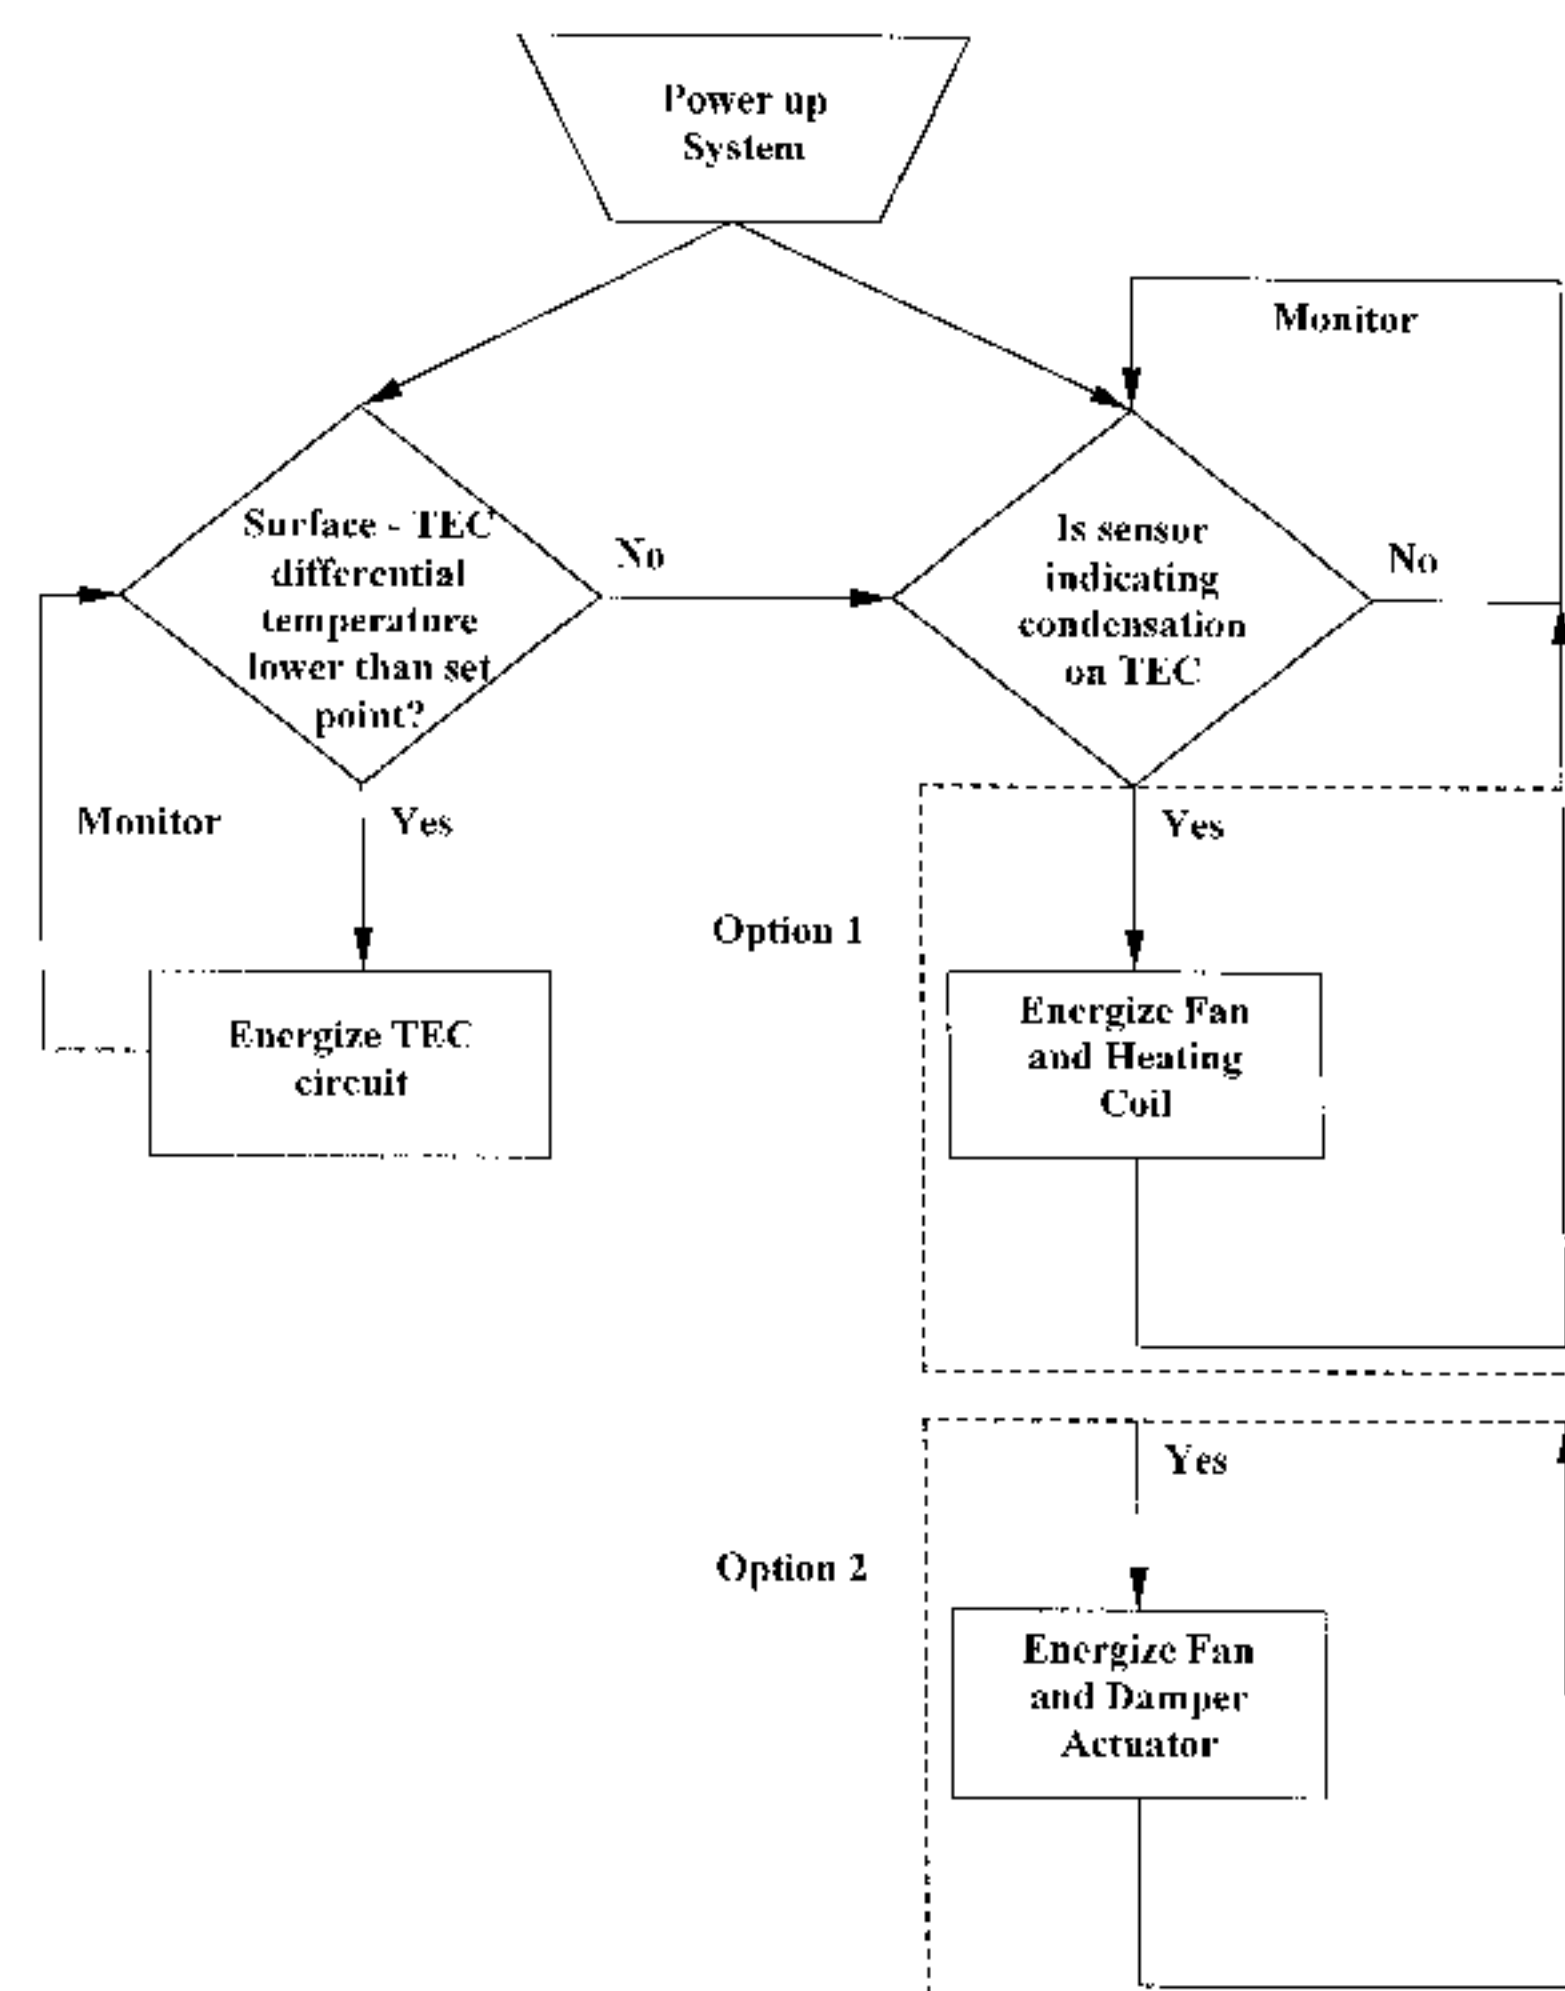 Power up
System
Monitor
Surface - TEC
differential
temperature
lower than set
point?
No
Is sensor
indicating
condensation
on TEC
No
Monitor
Yes
Yes
Option 1
Energize TEC
circuit
Energize Fan
and Heating
Coil
Yes
Option 2
Energize Fan
and Damper
Actuator